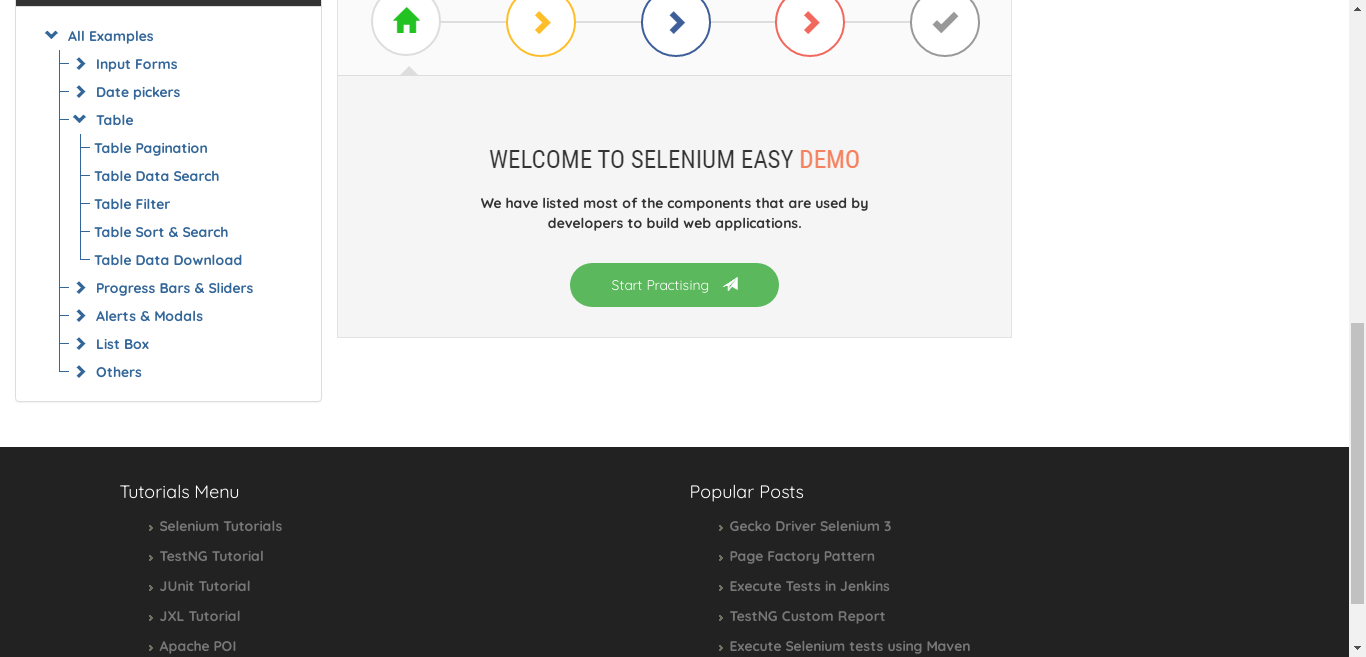 All Examples
Input Forms
Date pickers
Table
Table Pagination
Table Data Search
Table Filter
Table Sort & Search
Table Data Download
Progress Bars & Sliders
Alerts & Modals
List Box
Others
WELCOME TO SELENIUM EASY DEMO
We have listed most of the components that are used by
developers to build web applications.
Start Practising
Tutorials Menu
Selenium Tutorials
TestNG Tutorial
JUnit Tutorial
JXL Tutorial
Apache POI
Popular Posts
Gecko Driver Selenium 3
Page Factory Pattern
Execute Tests in Jenkins
TestNG Custom Report
Execute Selenium tests using Maven